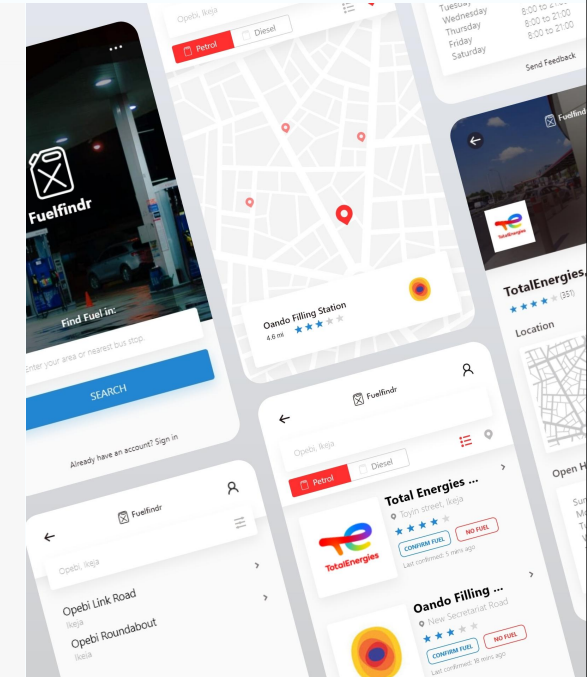 Fuelfindr
Find Fuel in:
Enter your area or nearest bus stop.
SEARCH
Already have an account? Sign in
Opebi, Ikeja
Petrol
Diesel
Oando Filling Station
4.6 mi
Tuesday
Wednesday 8:00 to 21:00
Thursday 8:00 to 21:00
Friday 8:00 to 21:00
Saturday
Send Feedback
Fuelfind
TotalEnergies
TotalEnergies,
(351)
Location
Open H
Sun
Mo
Fuelfindr
Opebi, Ikeja
Opebi Link Road
Ikeja
Opebi Roundabout
Ikeja
Fuelfindr
Opebi, Ikeja
Petrol
Diesel
TotalEnergies
Total Energies ...
Toyin street, Ikeja
CONFIRM FUEL
NO FUEL
Last confirmed: 5 mins ago
Oando Filling ...
New Secretariat Road
CONFIRM FUEL
NO FUEL
Last confirmed: 18 mins ago